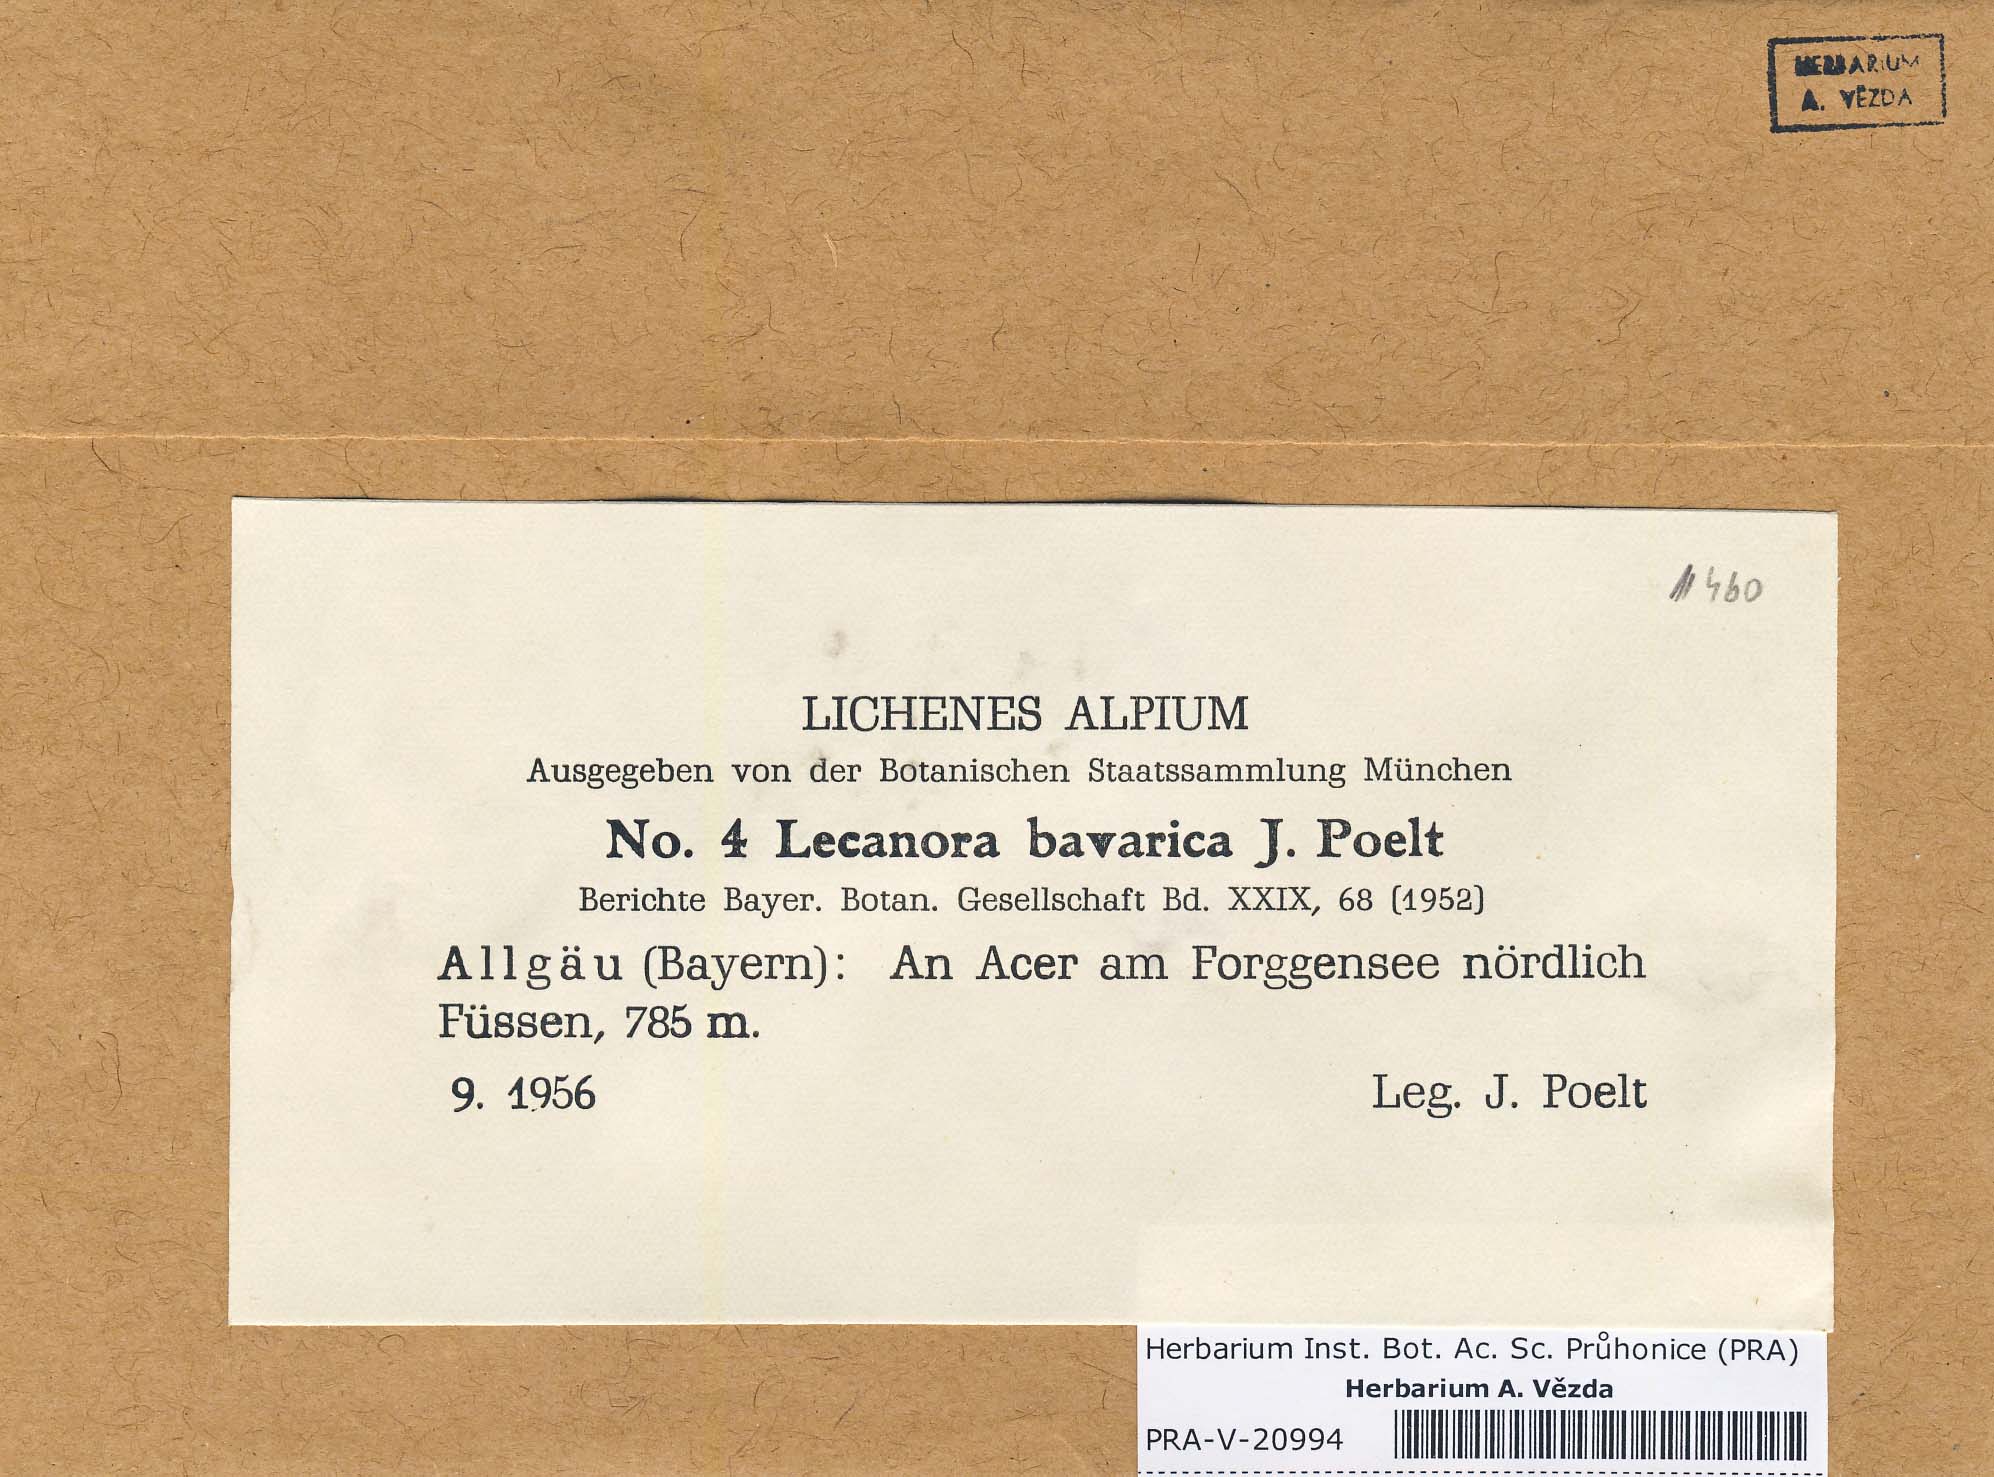 HERBARIUM
A. VĚZDA
11460
LICHENES ALPIUM
Ausgegeben von der Botanischen Staatssammlung München
No. 4 Lecanora bavarica J. Poelt
Berichte Bayer. Botan. Gesellschaft Bd. XXIX, 68 (1952)
Allgäu (Bayern): An Acer am Forggensee nördlich
Füssen, 785 m.
9. 1956 Leg. J. Poelt
Herbarium Inst. Bot. Ac. Sc. Průhonice (PRA)
Herbarium A. Vězda
PRA-V-20994